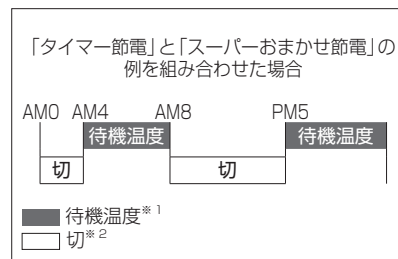 「タイマー節電」と「スーパーおまかせ節電」の
例を組み合わせた場合
AM0 AM4 AM8 PM5
待機温度 待機温度
切 切
待機温度※1
切※2